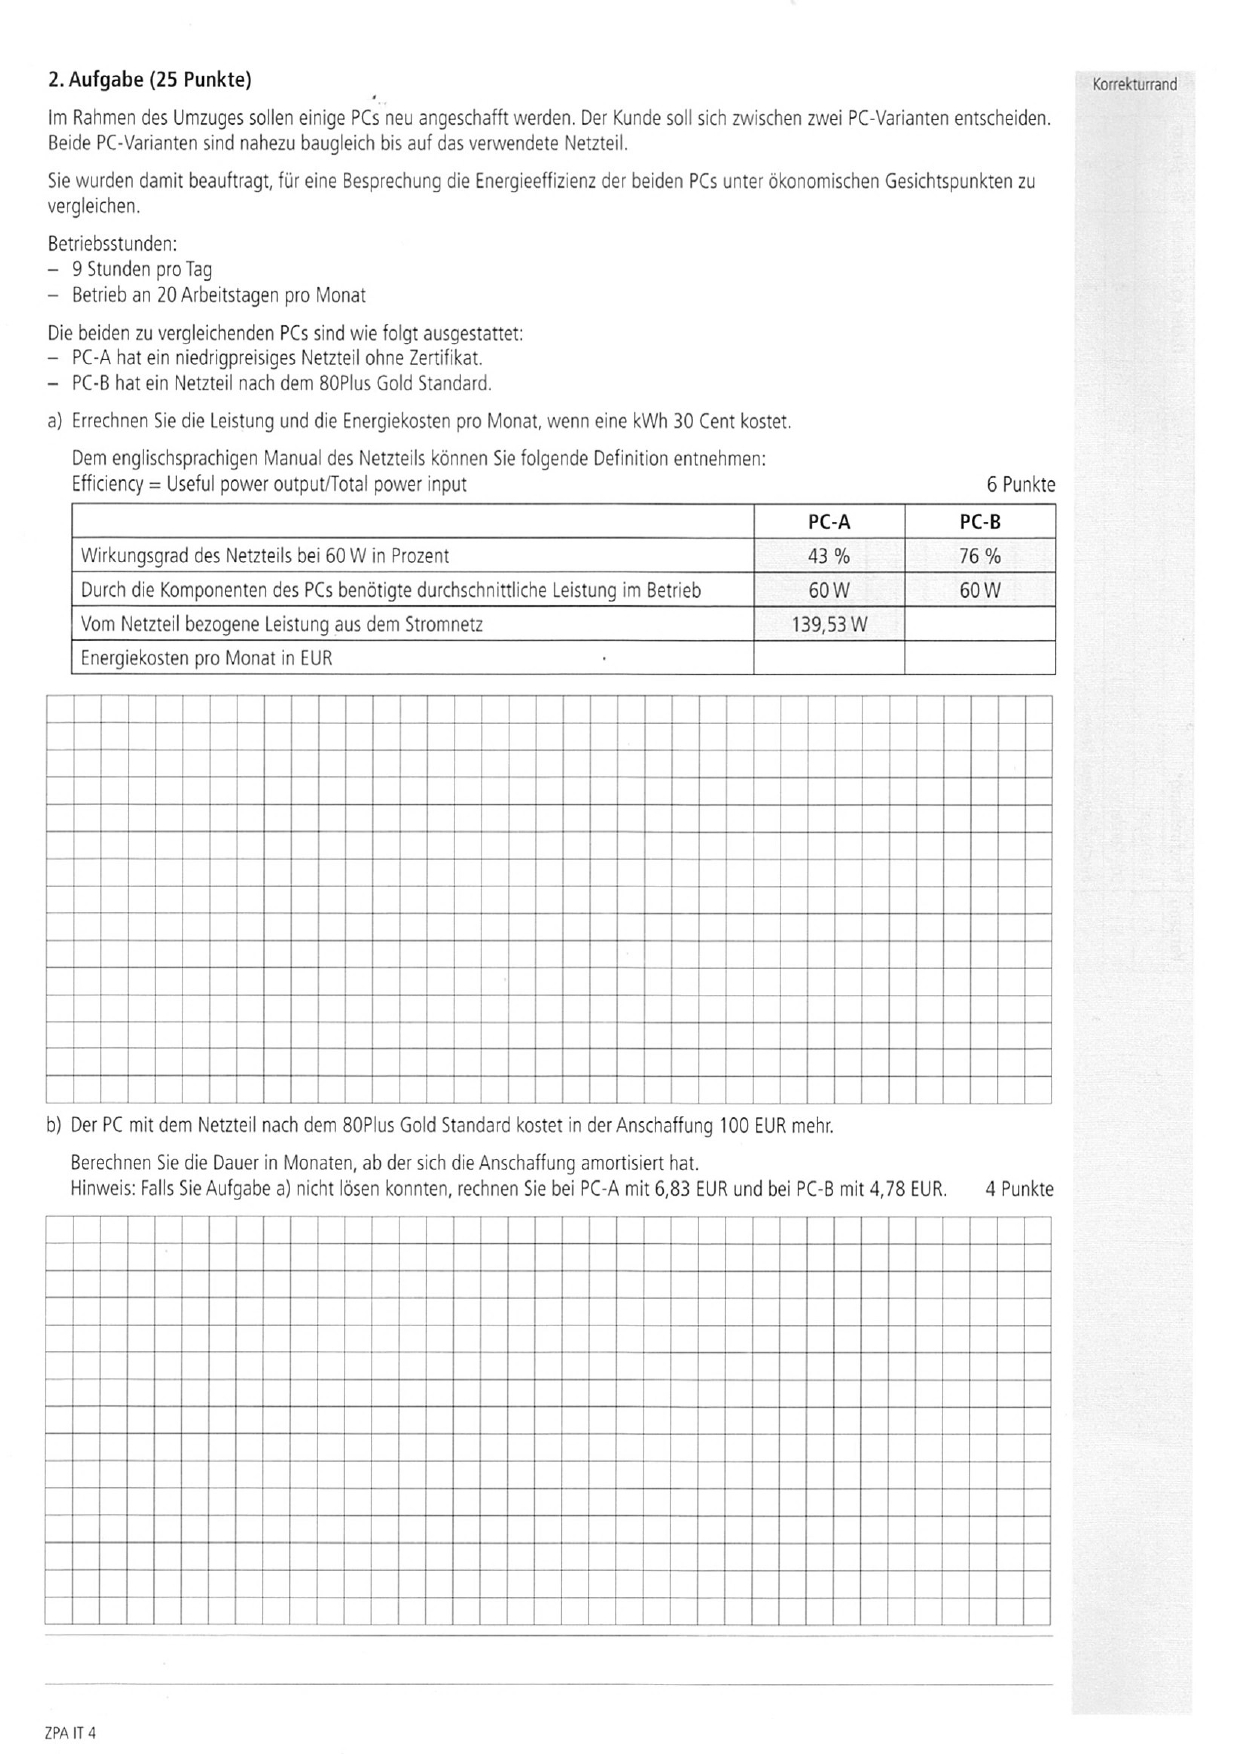 2. Aufgabe (25 Punkte)
Korrekturrand
Im Rahmen des Umzuges sollen einige PCs neu angeschafft werden. Der Kunde soll sich zwischen zwei PC-Varianten entscheiden.
Beide PC-Varianten sind nahezu baugleich bis auf das verwendete Netzteil.
Sie wurden damit beauftragt, für eine Besprechung die Energieeffizienz der beiden PCs unter ökonomischen Gesichtspunkten zu
vergleichen.
Betriebsstunden:
– 9 Stunden pro Tag
– Betrieb an 20 Arbeitstagen pro Monat
Die beiden zu vergleichenden PCs sind wie folgt ausgestattet:
– PC-A hat ein niedrigpreisiges Netzteil ohne Zertifikat.
– PC-B hat ein Netzteil nach dem 80Plus Gold Standard.
a) Errechnen Sie die Leistung und die Energiekosten pro Monat, wenn eine kWh 30 Cent kostet.
Dem englischsprachigen Manual des Netzteils können Sie folgende Definition entnehmen:
Efficiency = Useful power output/Total power input 6 Punkte
PC-A PC-B
Wirkungsgrad des Netzteils bei 60 W in Prozent 43 % 76 %
Durch die Komponenten des PCs benötigte durchschnittliche Leistung im Betrieb 60 W 60 W
Vom Netzteil bezogene Leistung aus dem Stromnetz 139,53 W
Energiekosten pro Monat in EUR
b) Der PC mit dem Netzteil nach dem 80Plus Gold Standard kostet in der Anschaffung 100 EUR mehr.
Berechnen Sie die Dauer in Monaten, ab der sich die Anschaffung amortisiert hat.
Hinweis: Falls Sie Aufgabe a) nicht lösen konnten, rechnen Sie bei PC-A mit 6,83 EUR und bei PC-B mit 4,78 EUR. 4 Punkte
ZPA IT 4